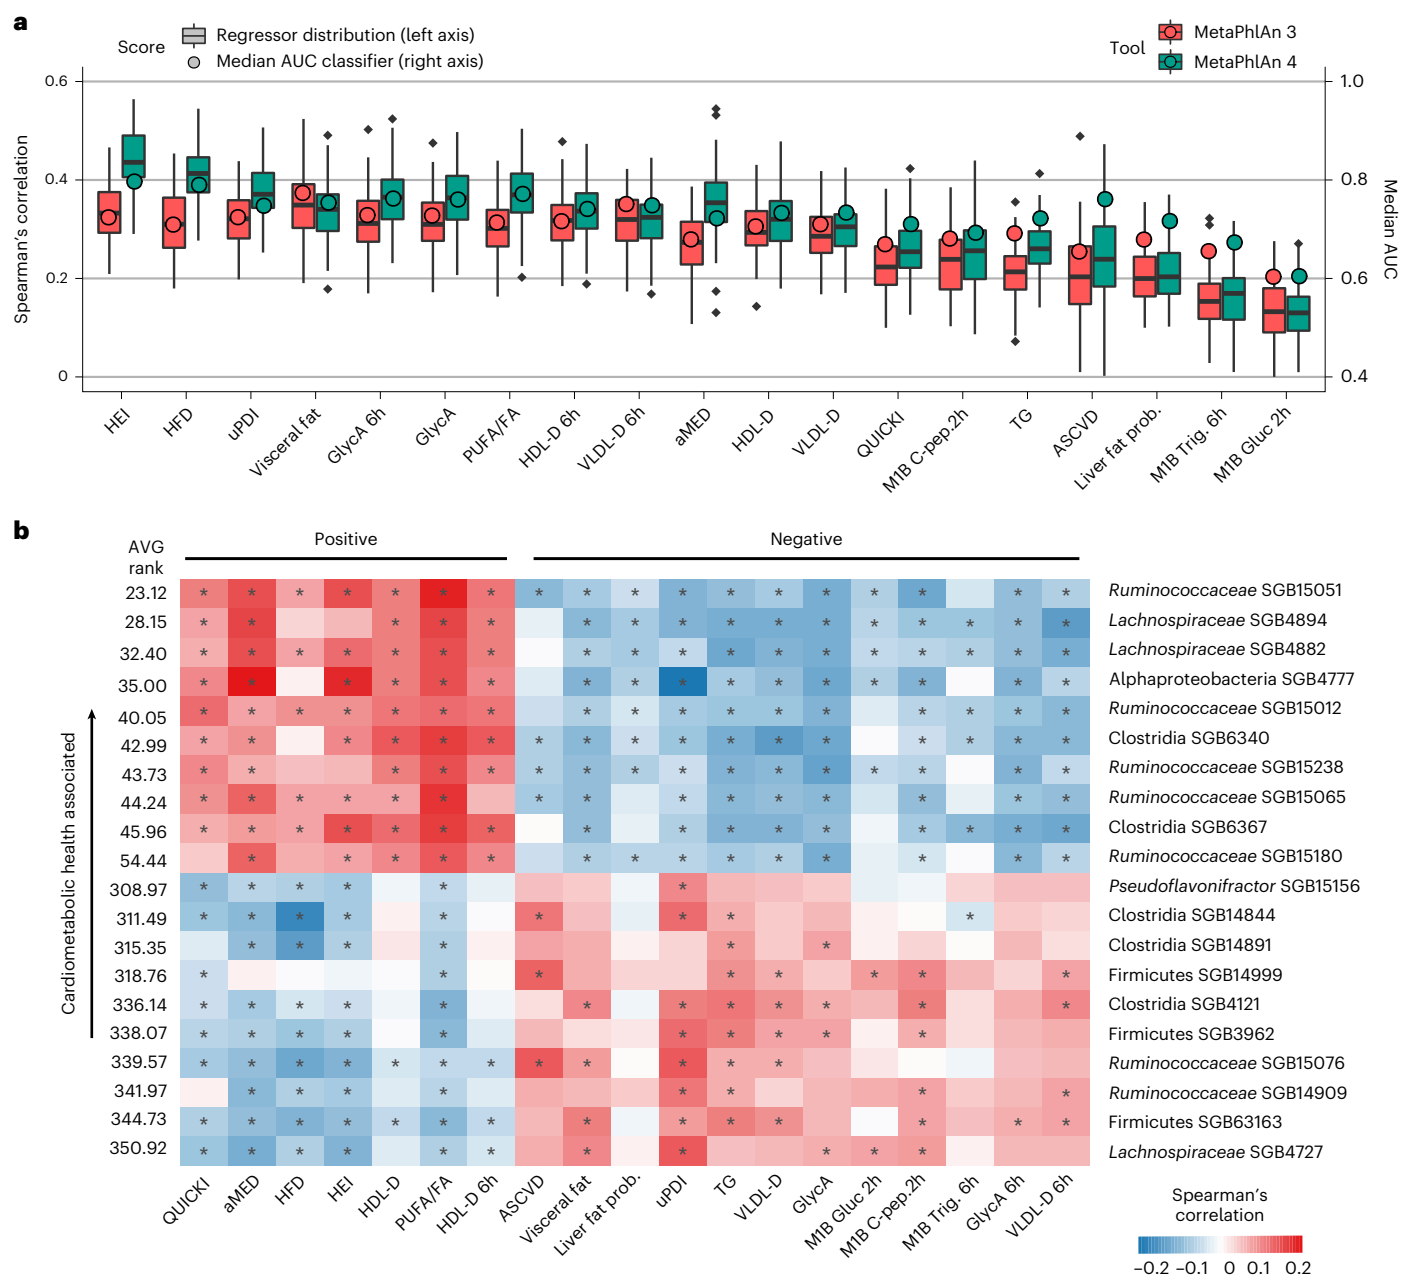 a
Score
Regressor distribution (left axis)
Median AUC classifier (right axis)
Tool
MetaPhlAn 3
MetaPhlAn 4
Spearman's correlation
0.6
0.4
0.2
0
1.0
0.8
0.6
0.4
Median AUC
HEI
HFD
uPDI
Visceral fat
GlycA 6h
GlycA
PUFA/FA
HDL-D 6h
VLDL-D 6h
aMED
HDL-D
VLDL-D
QUICKI
M1B C-pep.2h
TG
ASCVD
Liver fat prob.
M1B Trig. 6h
M1B Gluc 2h
b
AVG
rank
Positive
Negative
Cardiometabolic health associated
23.12 Ruminococcaceae SGB15051
28.15 Lachnospiraceae SGB4894
32.40 Lachnospiraceae SGB4882
35.00 Alphaproteobacteria SGB4777
40.05 Ruminococcaceae SGB15012
42.99 Clostridia SGB6340
43.73 Ruminococcaceae SGB15238
44.24 Ruminococcaceae SGB15065
45.96 Clostridia SGB6367
54.44 Ruminococcaceae SGB15180
308.97 Pseudoflavonifractor SGB15156
311.49 Clostridia SGB14844
315.35 Clostridia SGB14891
318.76 Firmicutes SGB14999
336.14 Clostridia SGB4121
338.07 Firmicutes SGB3962
339.57 Ruminococcaceae SGB15076
341.97 Ruminococcaceae SGB14909
344.73 Firmicutes SGB63163
350.92 Lachnospiraceae SGB4727
QUICKI
aMED
HFD
HEI
HDL-D
PUFA/FA
HDL-D 6h
ASCVD
Visceral fat
Liver fat prob.
uPDI
TG
VLDL-D
GlycA
M1B Gluc 2h
M1B C-pep.2h
M1B Trig. 6h
GlycA 6h
VLDL-D 6h
Spearman's
correlation
−0.2 −0.1 0 0.1 0.2